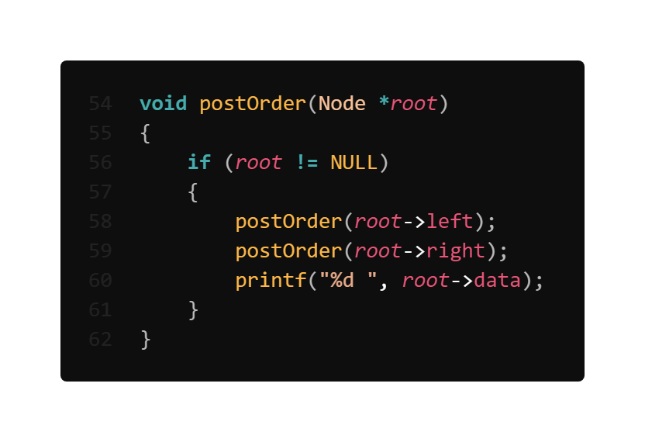 54 void postOrder(Node *root)
55 {
56     if (root != NULL)
57     {
58         postOrder(root->left);
59         postOrder(root->right);
60         printf("%d ", root->data);
61     }
62 }